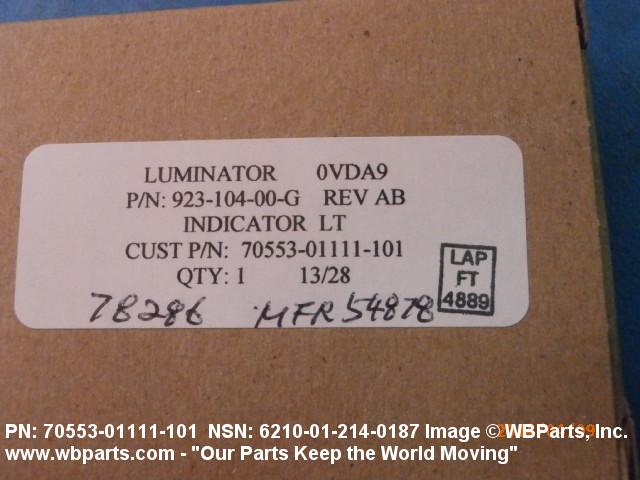 LUMINATOR 0VDA9
P/N: 923-104-00-G REV AB
INDICATOR LT
CUST P/N: 70553-01111-101
QTY: 1 13/28
LAP
FT
4889
78286 MFR 54878
PN: 70553-01111-101 NSN: 6210-01-214-0187 Image © WBParts, Inc.
www.wbparts.com - "Our Parts Keep the World Moving"